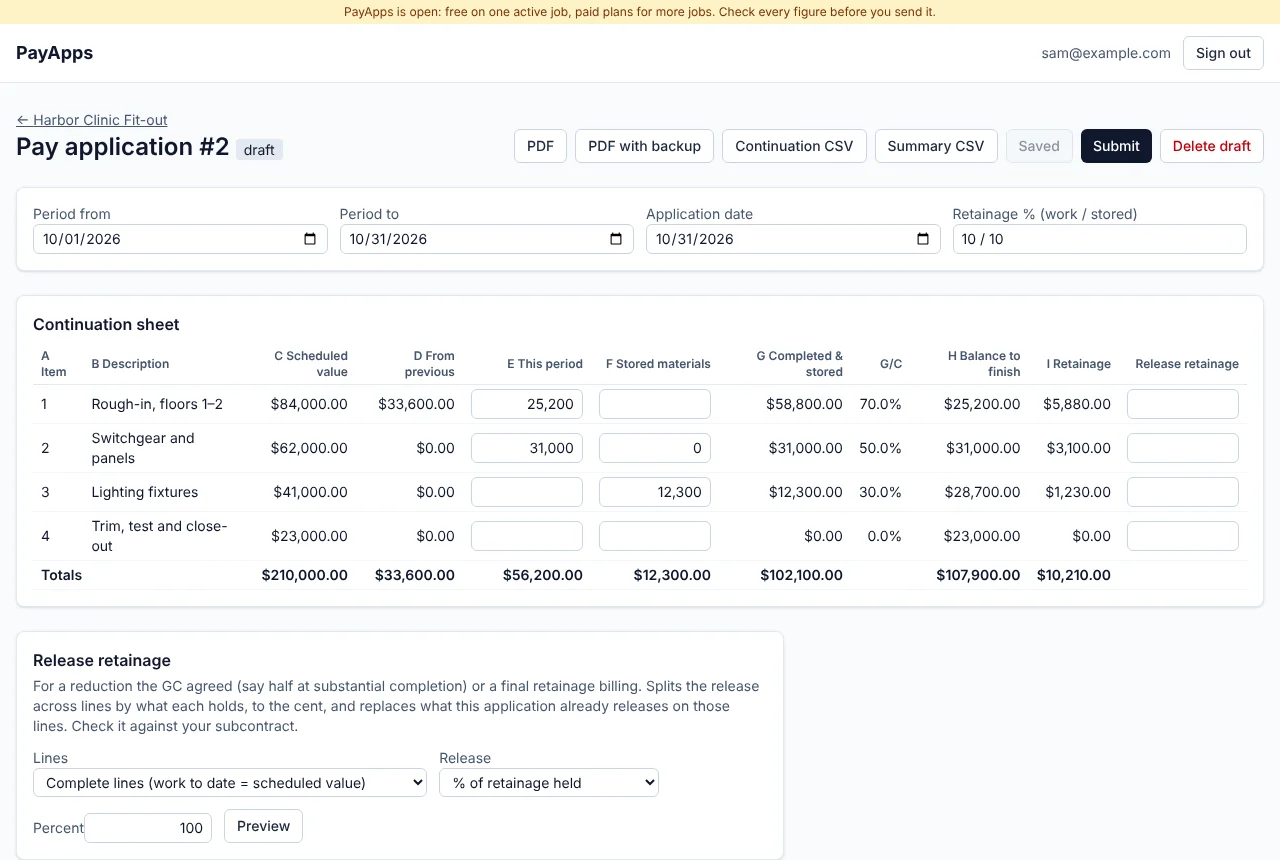 PayApps is open: free on one active job, paid plans for more jobs. Check every figure before you send it.
PayApps
sam@example.com
Sign out
← Harbor Clinic Fit-out
Pay application #2 draft
PDF
PDF with backup
Continuation CSV
Summary CSV
Saved
Submit
Delete draft
Period from
Period to
Application date
Retainage % (work / stored)
10/01/2026
10/31/2026
10/31/2026
10 / 10
Continuation sheet
A Item
B Description
C Scheduled value
D From previous
E This period
F Stored materials
G Completed & stored
G/C
H Balance to finish
I Retainage
Release retainage
1 Rough-in, floors 1–2 $84,000.00 $33,600.00 25,200 $58,800.00 70.0% $25,200.00 $5,880.00
2 Switchgear and panels $62,000.00 $0.00 31,000 0 $31,000.00 50.0% $31,000.00 $3,100.00
3 Lighting fixtures $41,000.00 $0.00 12,300 $12,300.00 30.0% $28,700.00 $1,230.00
4 Trim, test and close-out $23,000.00 $0.00 $0.00 0.0% $23,000.00 $0.00
Totals $210,000.00 $33,600.00 $56,200.00 $12,300.00 $102,100.00 $107,900.00 $10,210.00
Release retainage
For a reduction the GC agreed (say half at substantial completion) or a final retainage billing. Splits the release
across lines by what each holds, to the cent, and replaces what this application already releases on those
lines. Check it against your subcontract.
Lines
Release
Complete lines (work to date = scheduled value)
% of retainage held
Percent 100
Preview